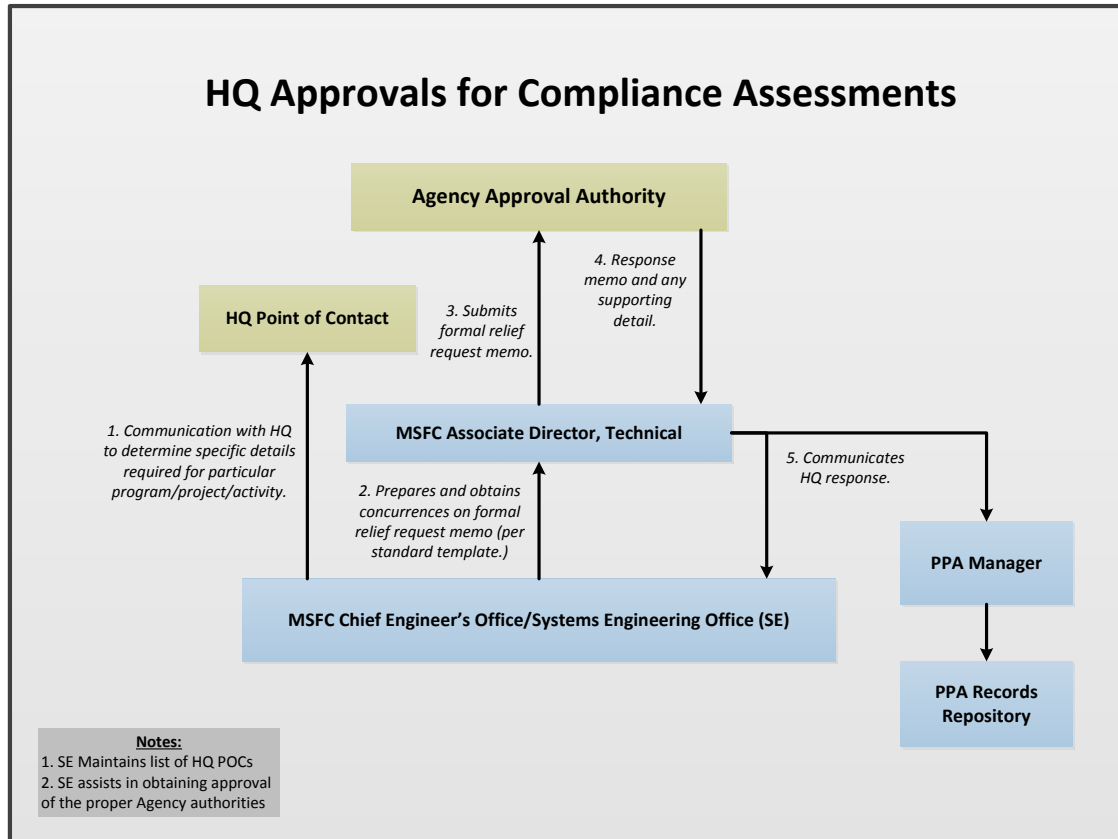 HQ Approvals for Compliance Assessments
Agency Approval Authority
4. Response
memo and any
supporting
detail.
HQ Point of Contact
3. Submits
formal relief
request memo.
1. Communication with HQ
to determine specific details
required for particular
program/project/activity.
MSFC Associate Director, Technical
5. Communicates
HQ response.
2. Prepares and obtains
concurrences on formal
relief request memo (per
standard template.)
PPA Manager
MSFC Chief Engineer’s Office/Systems Engineering Office (SE)
PPA Records
Repository
Notes:
1. SE Maintains list of HQ POCs
2. SE assists in obtaining approval
of the proper Agency authorities